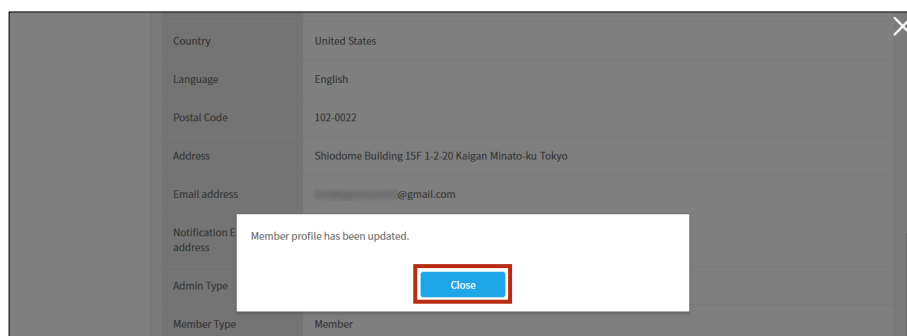 Country United States
Language English
Postal Code 102-0022
Address Shiodome Building 15F 1-2-20 Kaigan Minato-ku Tokyo
Email address @gmail.com
Notification E
address
Member profile has been updated.
Admin Type
Close
Member Type Member